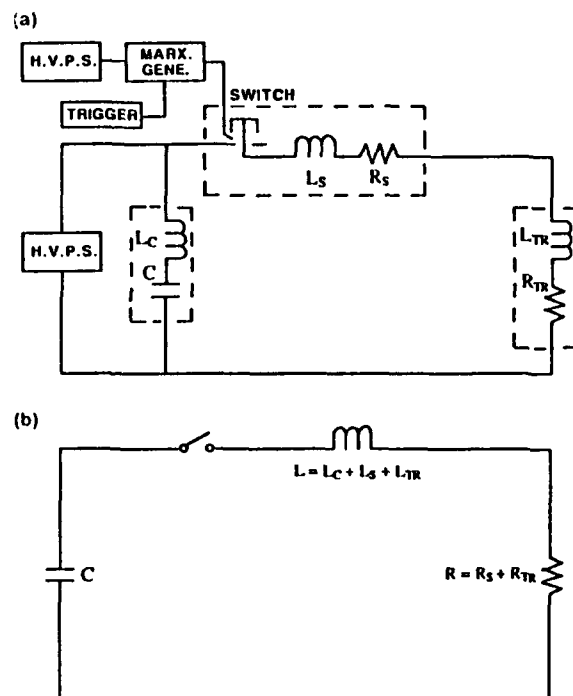 (a)
H.V.P.S.
MARX.
GENE.
TRIGGER
SWITCH
L_S
R_S
H.V.P.S.
L_C
C
L_TR
R_TR
(b)
L = L_C + L_S + L_TR
C
R = R_S + R_TR